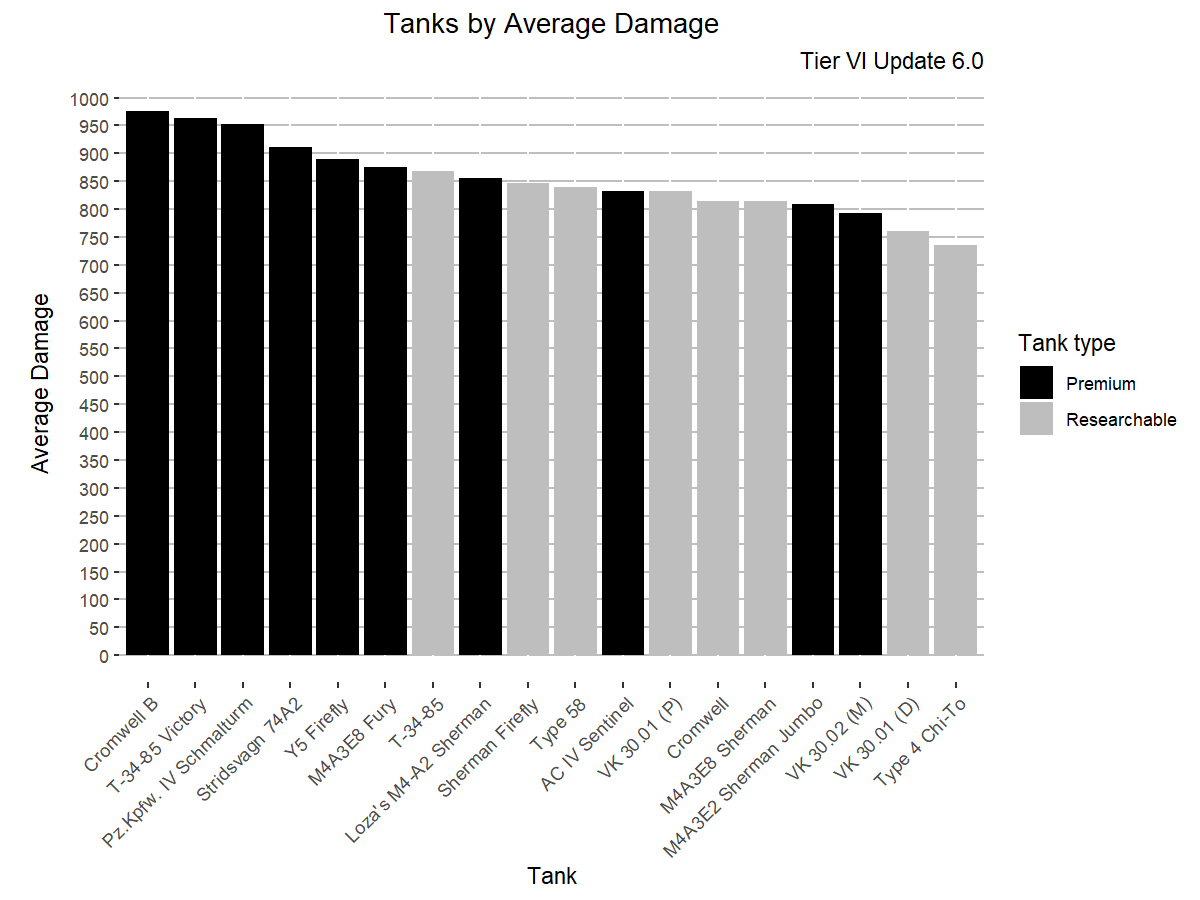 Tanks by Average Damage
Tier VI Update 6.0
Average Damage
1000
950
900
850
800
750
700
650
600
550
500
450
400
350
300
250
200
150
100
50
0
Cromwell B
T-34-85 Victory
Pz.Kpfw. IV Schmalturm
Stridsvagn 74A2
Y5 Firefly
M4A3E8 Fury
T-34-85
Loza's M4-A2 Sherman
Sherman Firefly
Type 58
AC IV Sentinel
VK 30.01 (P)
Cromwell
M4A3E8 Sherman
M4A3E2 Sherman Jumbo
VK 30.02 (M)
VK 30.01 (D)
Type 4 Chi-To
Tank
Tank type
Premium
Researchable